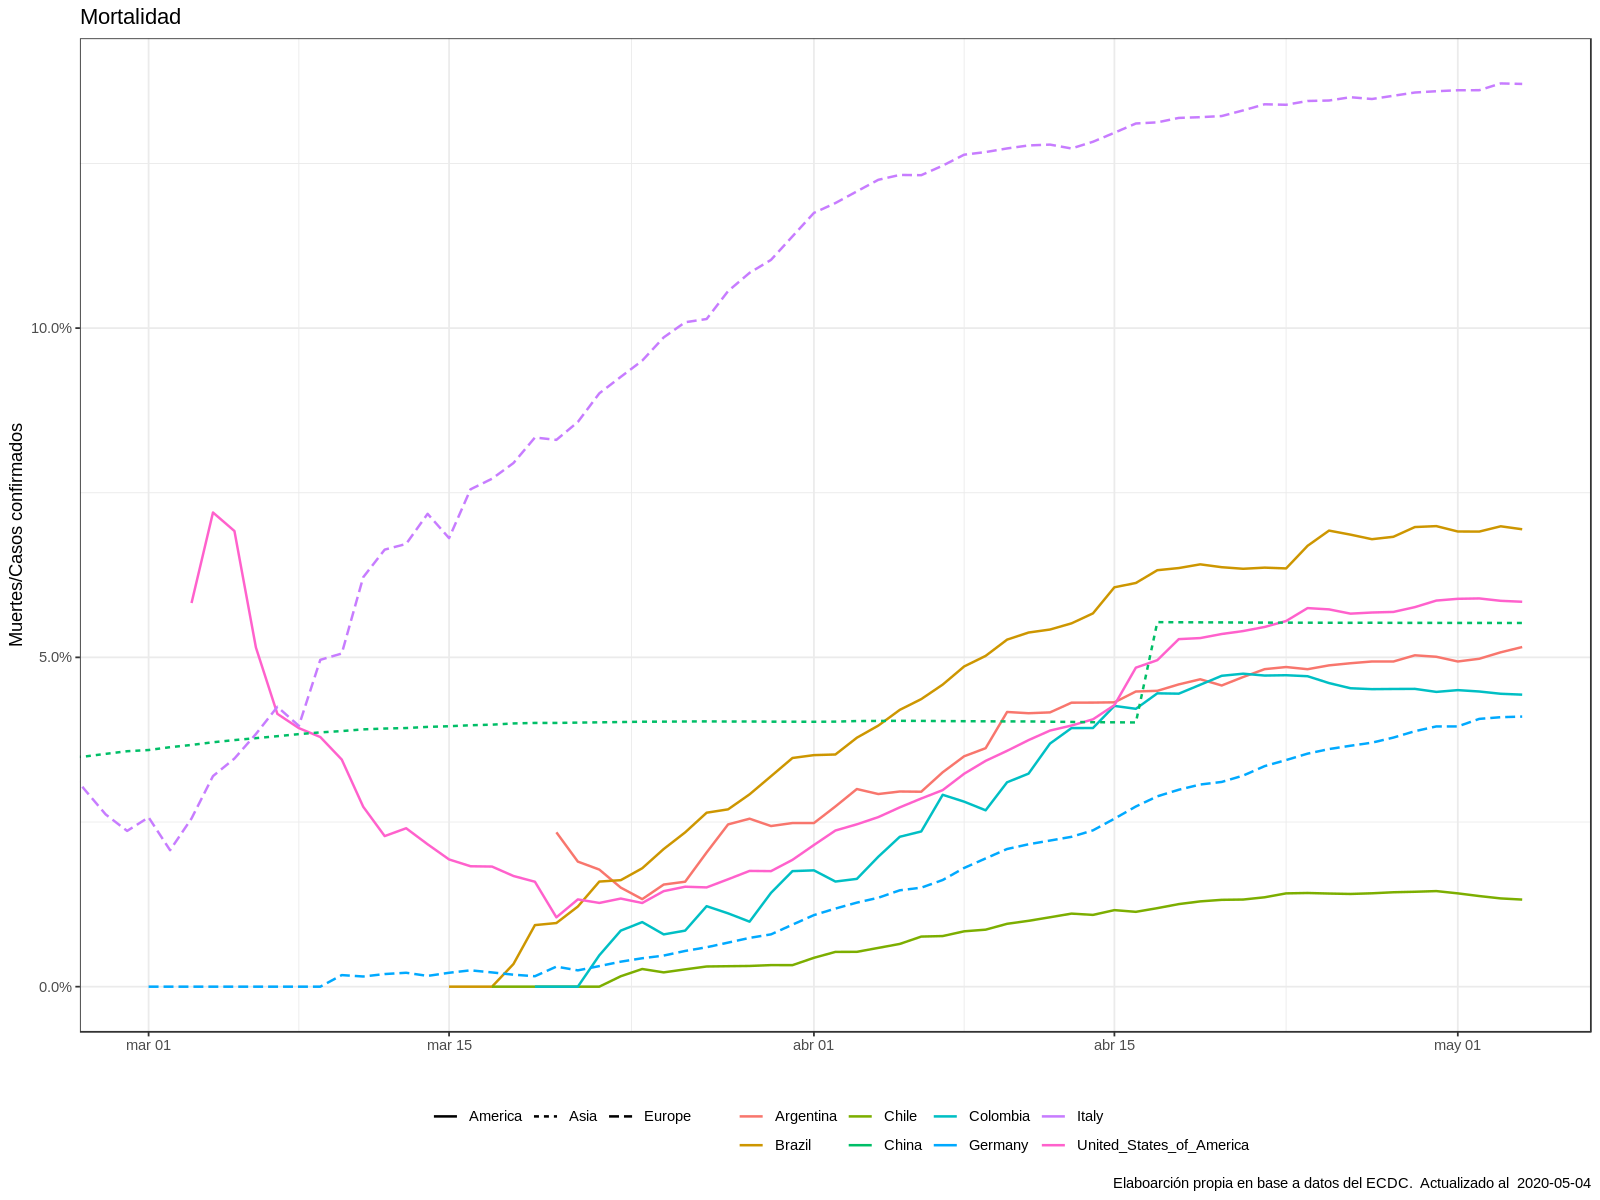 Mortalidad
Muertes/Casos confirmados
10.0%
5.0%
0.0%
mar 01 mar 15 abr 01 abr 15 may 01
America Asia Europe Argentina Chile Colombia Italy
Brazil China Germany United_States_of_America
Elaboarción propia en base a datos del ECDC. Actualizado al 2020-05-04